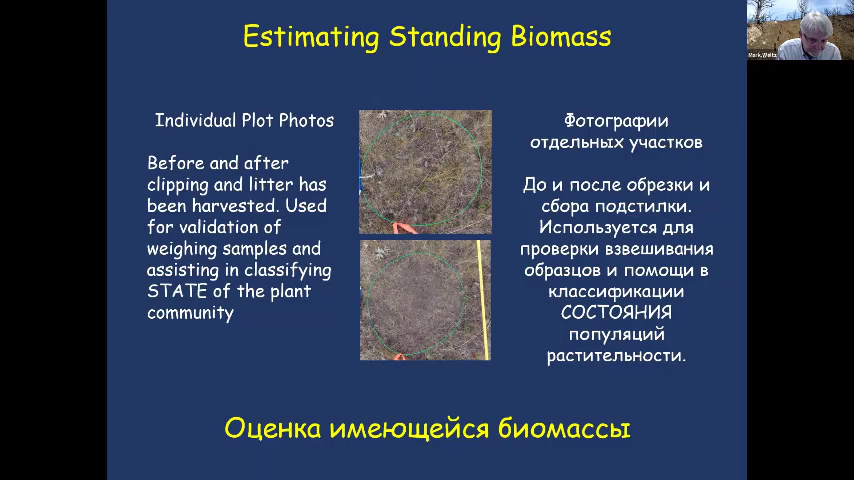 Estimating Standing Biomass
Mark Weltz
Individual Plot Photos
Before and after
clipping and litter has
been harvested. Used
for validation of
weighing samples and
assisting in classifying
STATE of the plant
community
Фотографии
отдельных участков
До и после обрезки и
сбора подстилки.
Используется для
проверки взвешивания
образцов и помощи в
классификации
СОСТОЯНИЯ
популяций
растительности.
Оценка имеющейся биомассы